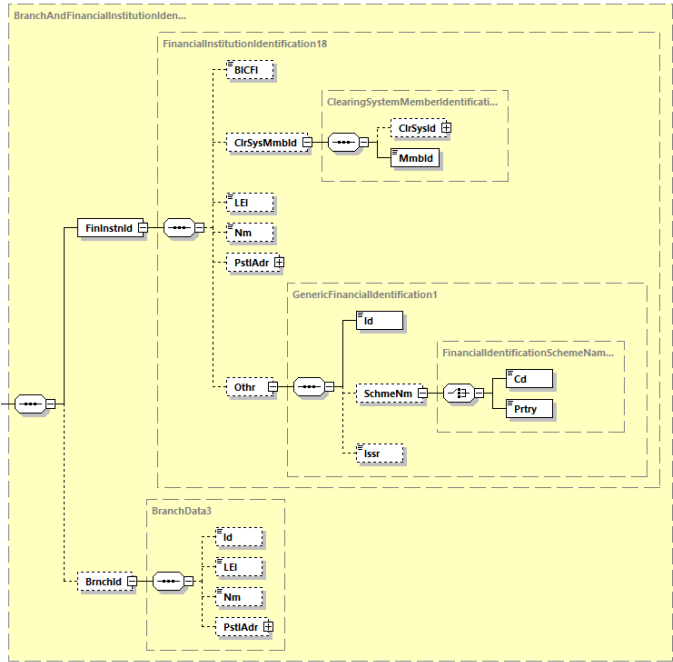 BranchAndFinancialInstitutionIden...
FinancialInstitutionIdentification18
BICFI
ClearingSystemMemberIdentificati...
ClrSysId
ClrSysMmbId
MmbId
LEI
FinInstnId
Nm
PstlAdr
GenericFinancialIdentification1
Id
FinancialIdentificationSchemeNam...
Cd
Othr
SchmeNm
Prtry
Issr
BranchData3
Id
LEI
BrnchId
Nm
PstlAdr